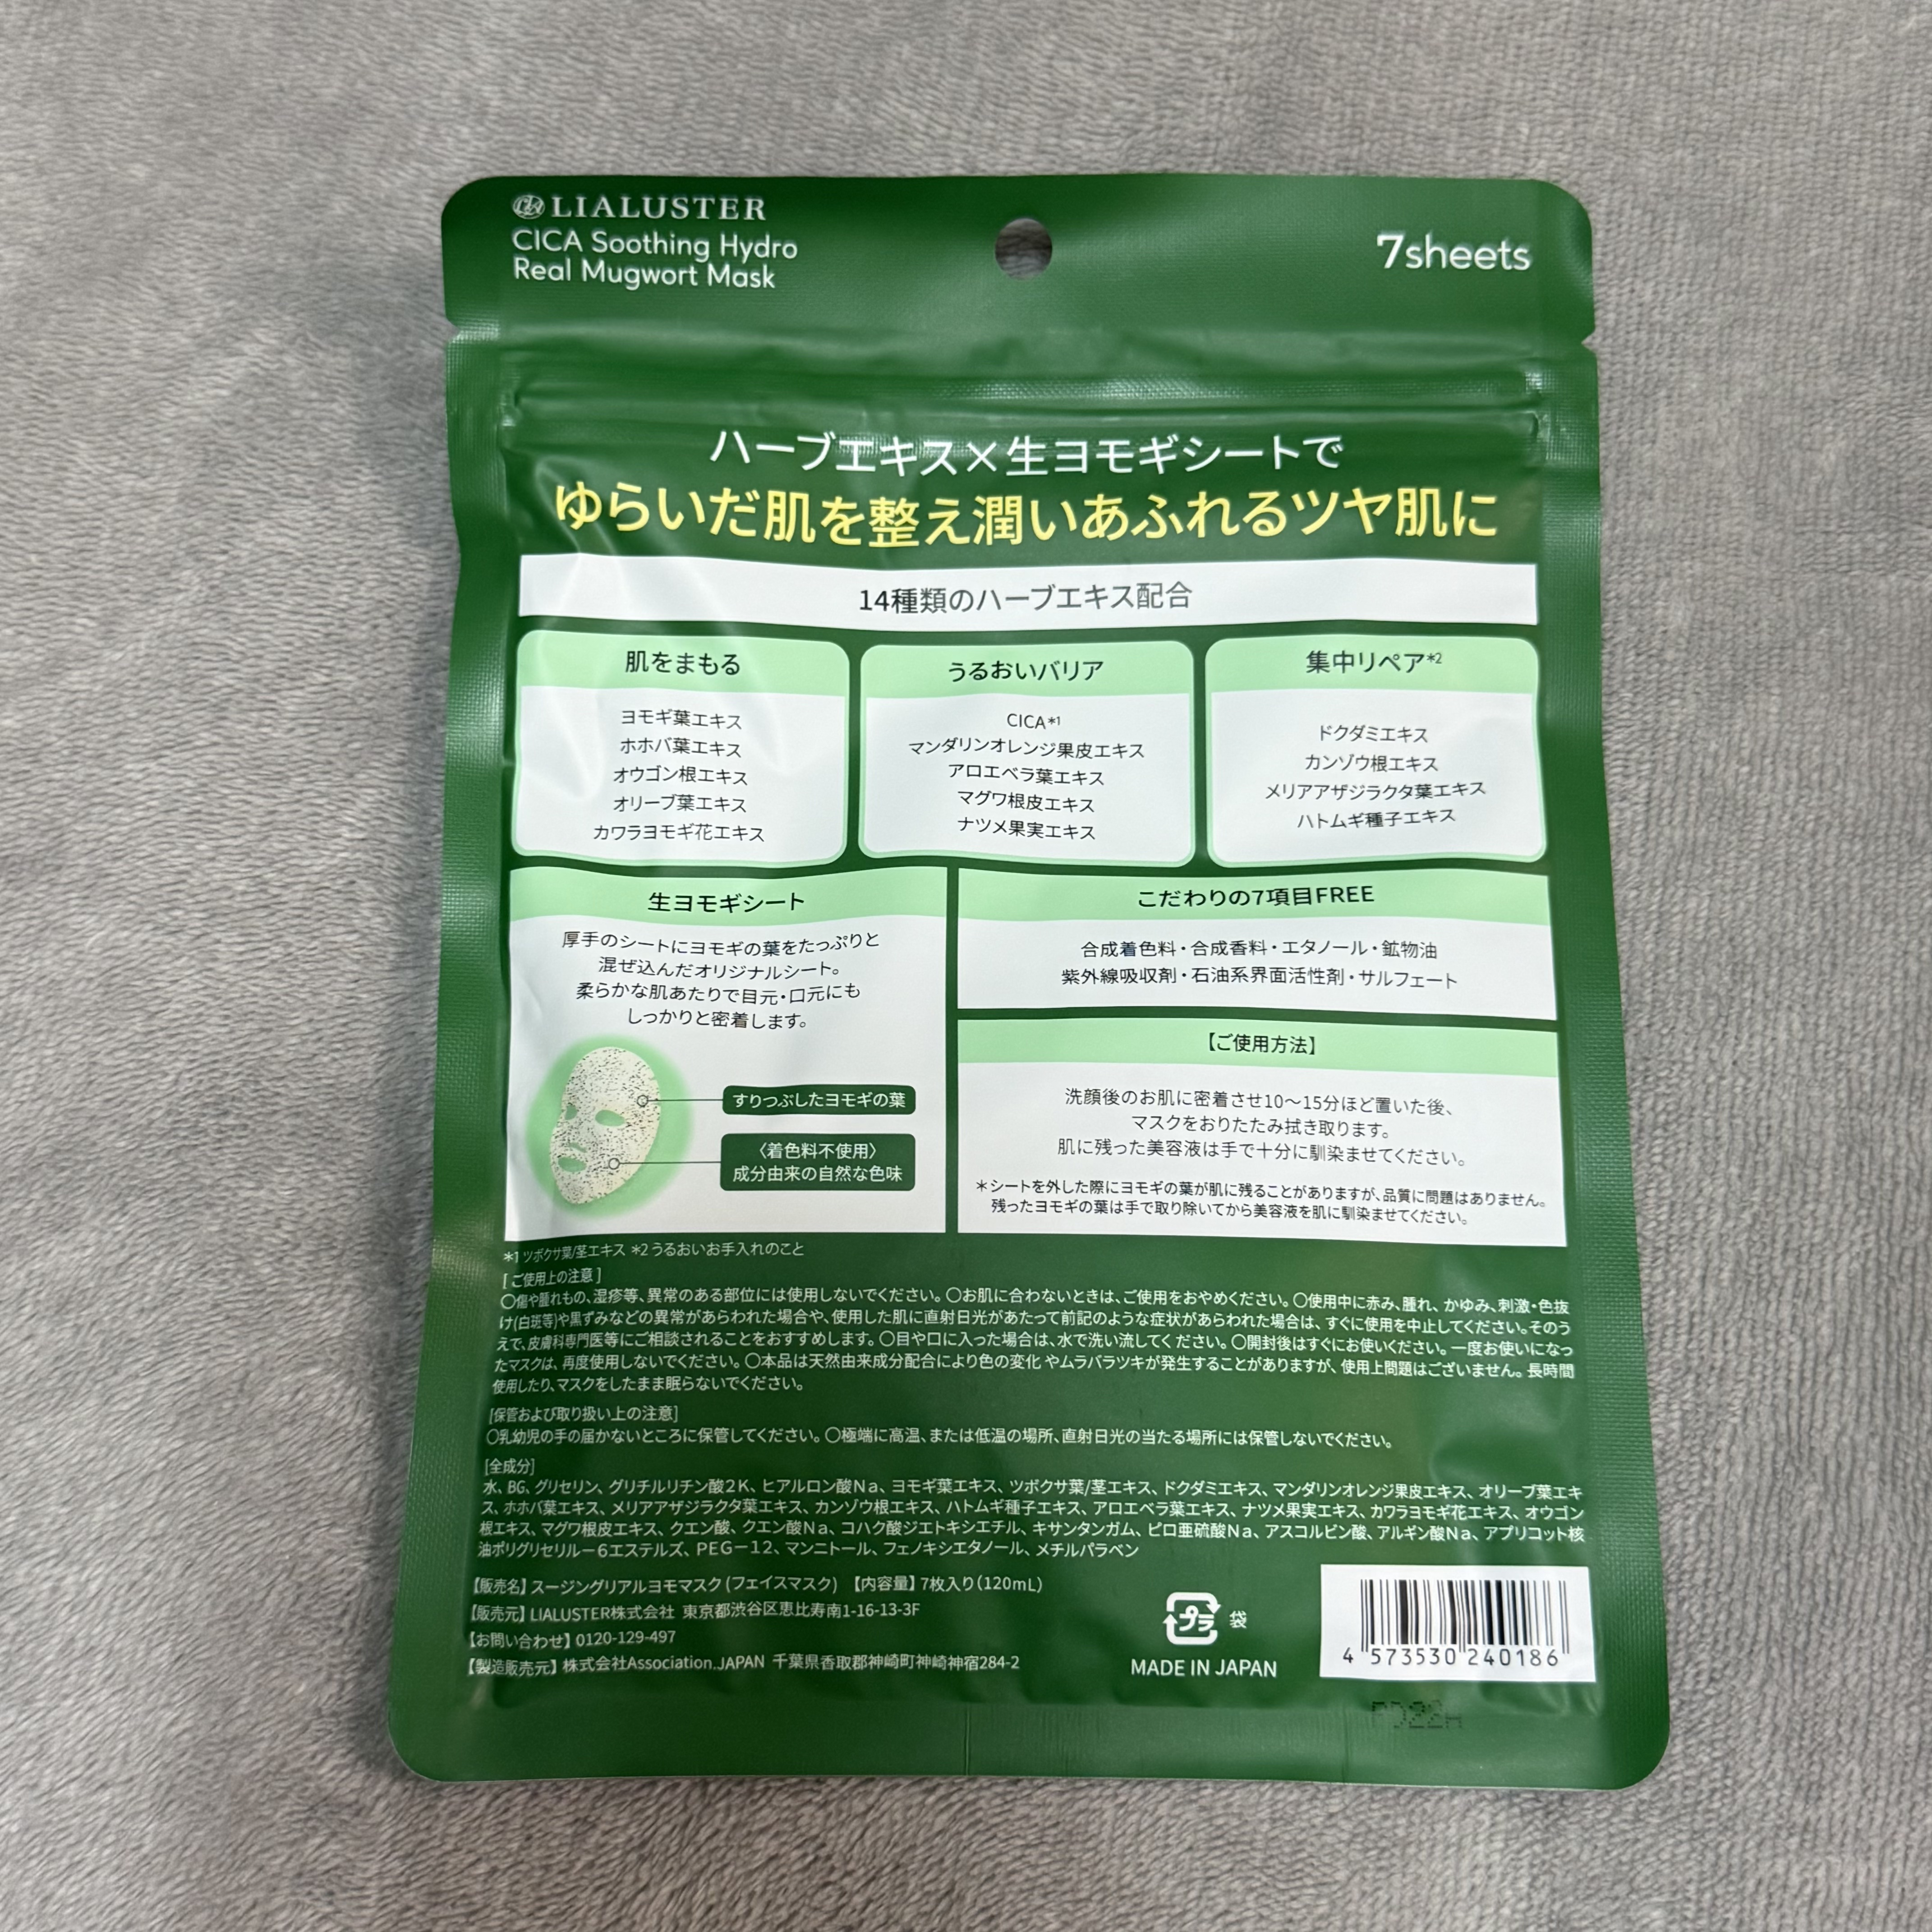 LIALUSTER
CICA Soothing Hydro
Real Mugwort Mask
7sheets
ハーブエキス×生ヨモギシートで
ゆらいだ肌を整え潤いあふれるツヤ肌に
14種類のハーブエキス配合
肌をまもる
ヨモギ葉エキス
ホホバ葉エキス
オウゴン根エキス
オリーブ葉エキス
カワラヨモギ花エキス
うるおいバリア
CICA*1
マンダリンオレンジ果皮エキス
アロエベラ葉エキス
マグワ根皮エキス
ナツメ果実エキス
集中リペア*2
ドクダミエキス
カンゾウ根エキス
メリアアザジラクタ葉エキス
ハトムギ種子エキス
生ヨモギシート
厚手のシートにヨモギの葉をたっぷりと
混ぜ込んだオリジナルシート。
柔らかな肌あたりで目元・口元にも
しっかりと密着します。
すりつぶしたヨモギの葉
〈着色料不使用〉
成分由来の自然な色味
こだわりの7項目FREE
合成着色料・合成香料・エタノール・鉱物油
紫外線吸収剤・石油系界面活性剤・サルフェート
【ご使用方法】
洗顔後のお肌に密着させ10〜15分ほど置いた後、
マスクをおりたたみ拭き取ります。
肌に残った美容液は手で十分に馴染ませてください。
*シートを外した際にヨモギの葉が肌に残ることがありますが、品質に問題はありません。
残ったヨモギの葉は手で取り除いてから美容液を肌に馴染ませてください。
*1 ツボクサ葉/茎エキス *2 うるおいお手入れのこと
[ご使用上の注意]
〇傷や腫れもの、湿疹等、異常のある部位には使用しないでください。〇お肌に合わないときは、ご使用をおやめください。〇使用中に赤み、腫れ、かゆみ、刺激・色抜
け(白斑等)や黒ずみなどの異常があらわれた場合や、使用した肌に直射日光があたって前記のような症状があらわれた場合は、すぐに使用を中止してください。そのう
えで、皮膚科専門医等にご相談されることをおすすめします。〇目や口に入った場合は、水で洗い流してください。〇開封後はすぐにお使いください。一度お使いになっ
たマスクは、再度使用しないでください。〇本品は天然由来成分配合により色の変化やムラバラツキが発生することがありますが、使用上問題はございません。長時間
使用したり、マスクをしたまま眠らないでください。
[保管および取り扱い上の注意]
〇乳幼児の手の届かないところに保管してください。〇極端に高温、または低温の場所、直射日光の当たる場所には保管しないでください。
[全成分]
水、BG、グリセリン、グリチルリチン酸2K、ヒアルロン酸Na、ヨモギ葉エキス、ツボクサ葉/茎エキス、ドクダミエキス、マンダリンオレンジ果皮エキス、オリーブ葉エキ
ス、ホホバ葉エキス、メリアアザジラクタ葉エキス、カンゾウ根エキス、ハトムギ種子エキス、アロエベラ葉エキス、ナツメ果実エキス、カワラヨモギ花エキス、オウゴン
根エキス、マグワ根皮エキス、クエン酸、クエン酸Na、コハク酸ジエトキシエチル、キサンタンガム、ピロ亜硫酸Na、アスコルビン酸、アルギン酸Na、アプリコット核
油ポリグリセリル－6エステルズ、PEG－12、マンニトール、フェノキシエタノール、メチルパラベン
【販売名】スージングリアルヨモマスク(フェイスマスク) 【内容量】7枚入り(120mL)
【販売元】LIALUSTER株式会社 東京都渋谷区恵比寿南1-16-13-3F
【お問い合わせ】0120-129-497
【製造販売元】株式会社Association.JAPAN 千葉県香取郡神崎町神崎神宿284-2
プラ 袋
MADE IN JAPAN
4 573530 240186